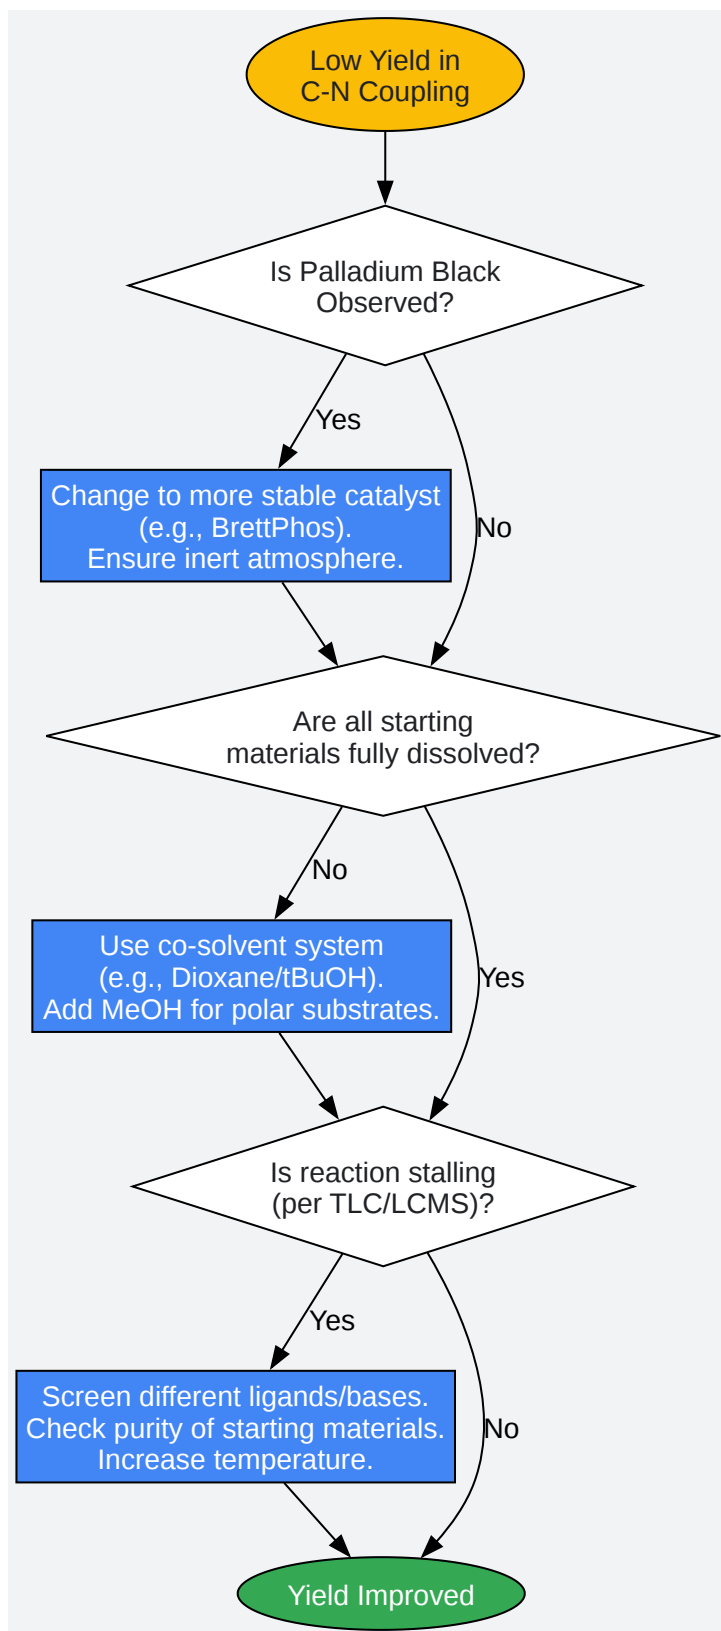 Low Yield in
C-N Coupling
Is Palladium Black
Observed?
Yes
Change to more stable catalyst
(e.g., BrettPhos).
Ensure inert atmosphere.
No
Are all starting
materials fully dissolved?
No
Use co-solvent system
(e.g., Dioxane/tBuOH).
Add MeOH for polar substrates.
Yes
Is reaction stalling
(per TLC/LCMS)?
Yes
Screen different ligands/bases.
Check purity of starting materials.
Increase temperature.
No
Yield Improved